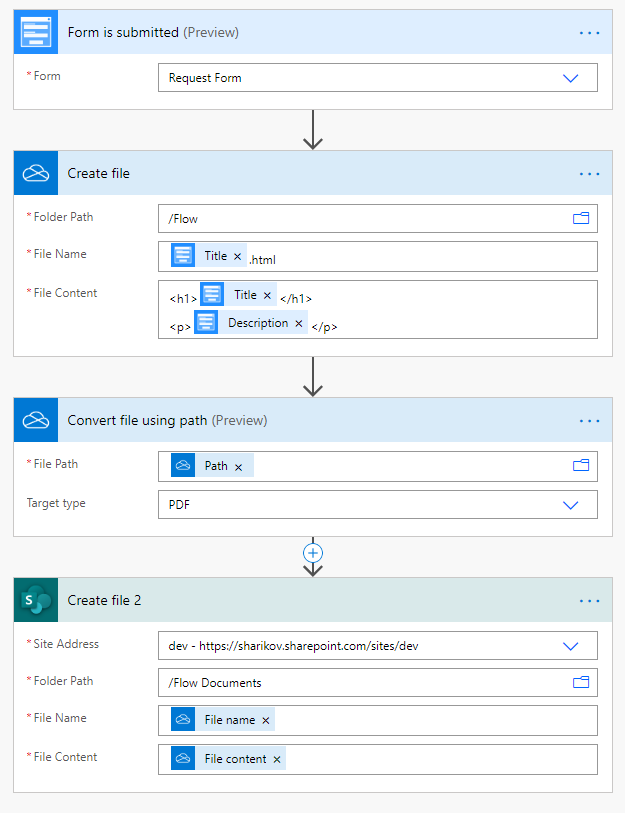 Form is submitted (Preview)
* Form
Request Form
Create file
* Folder Path
/Flow
* File Name
Title × .html
* File Content
<h1> Title × </h1>
<p> Description × </p>
Convert file using path (Preview)
* File Path
Path ×
Target type
PDF
S
Create file 2
* Site Address
dev - https://sharikov.sharepoint.com/sites/dev
* Folder Path
/Flow Documents
* File Name
File name ×
* File Content
File content ×